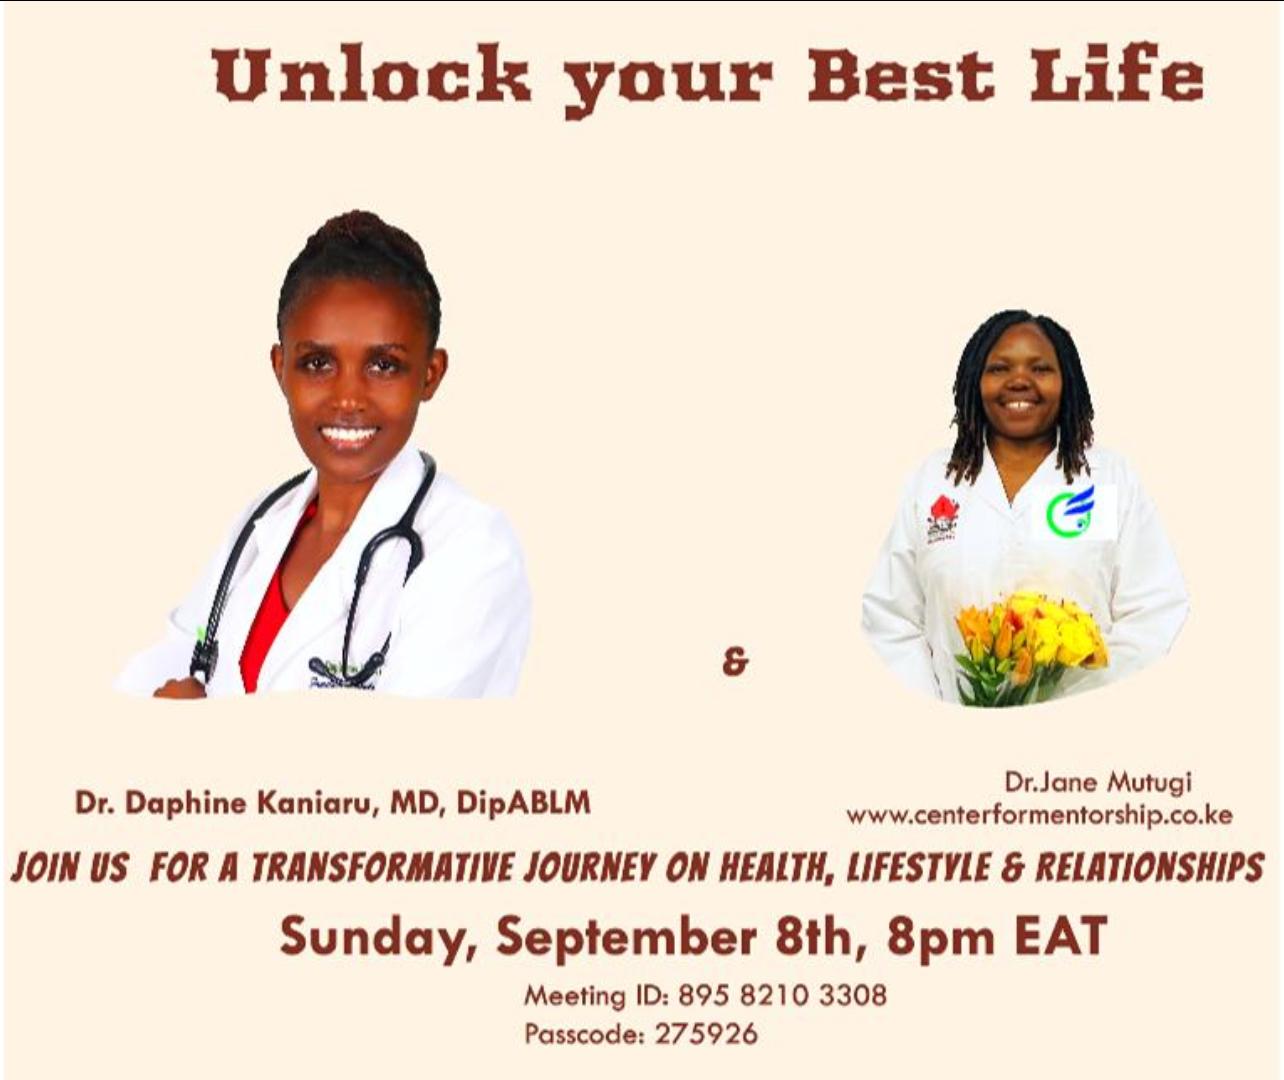 Unlock your Best Life
&
Dr. Daphine Kaniaru, MD, DipABLM
Dr.Jane Mutugi
www.centerformentorship.co.ke
JOIN US FOR A TRANSFORMATIVE JOURNEY ON HEALTH, LIFESTYLE & RELATIONSHIPS
Sunday, September 8th, 8pm EAT
Meeting ID: 895 8210 3308
Passcode: 275926